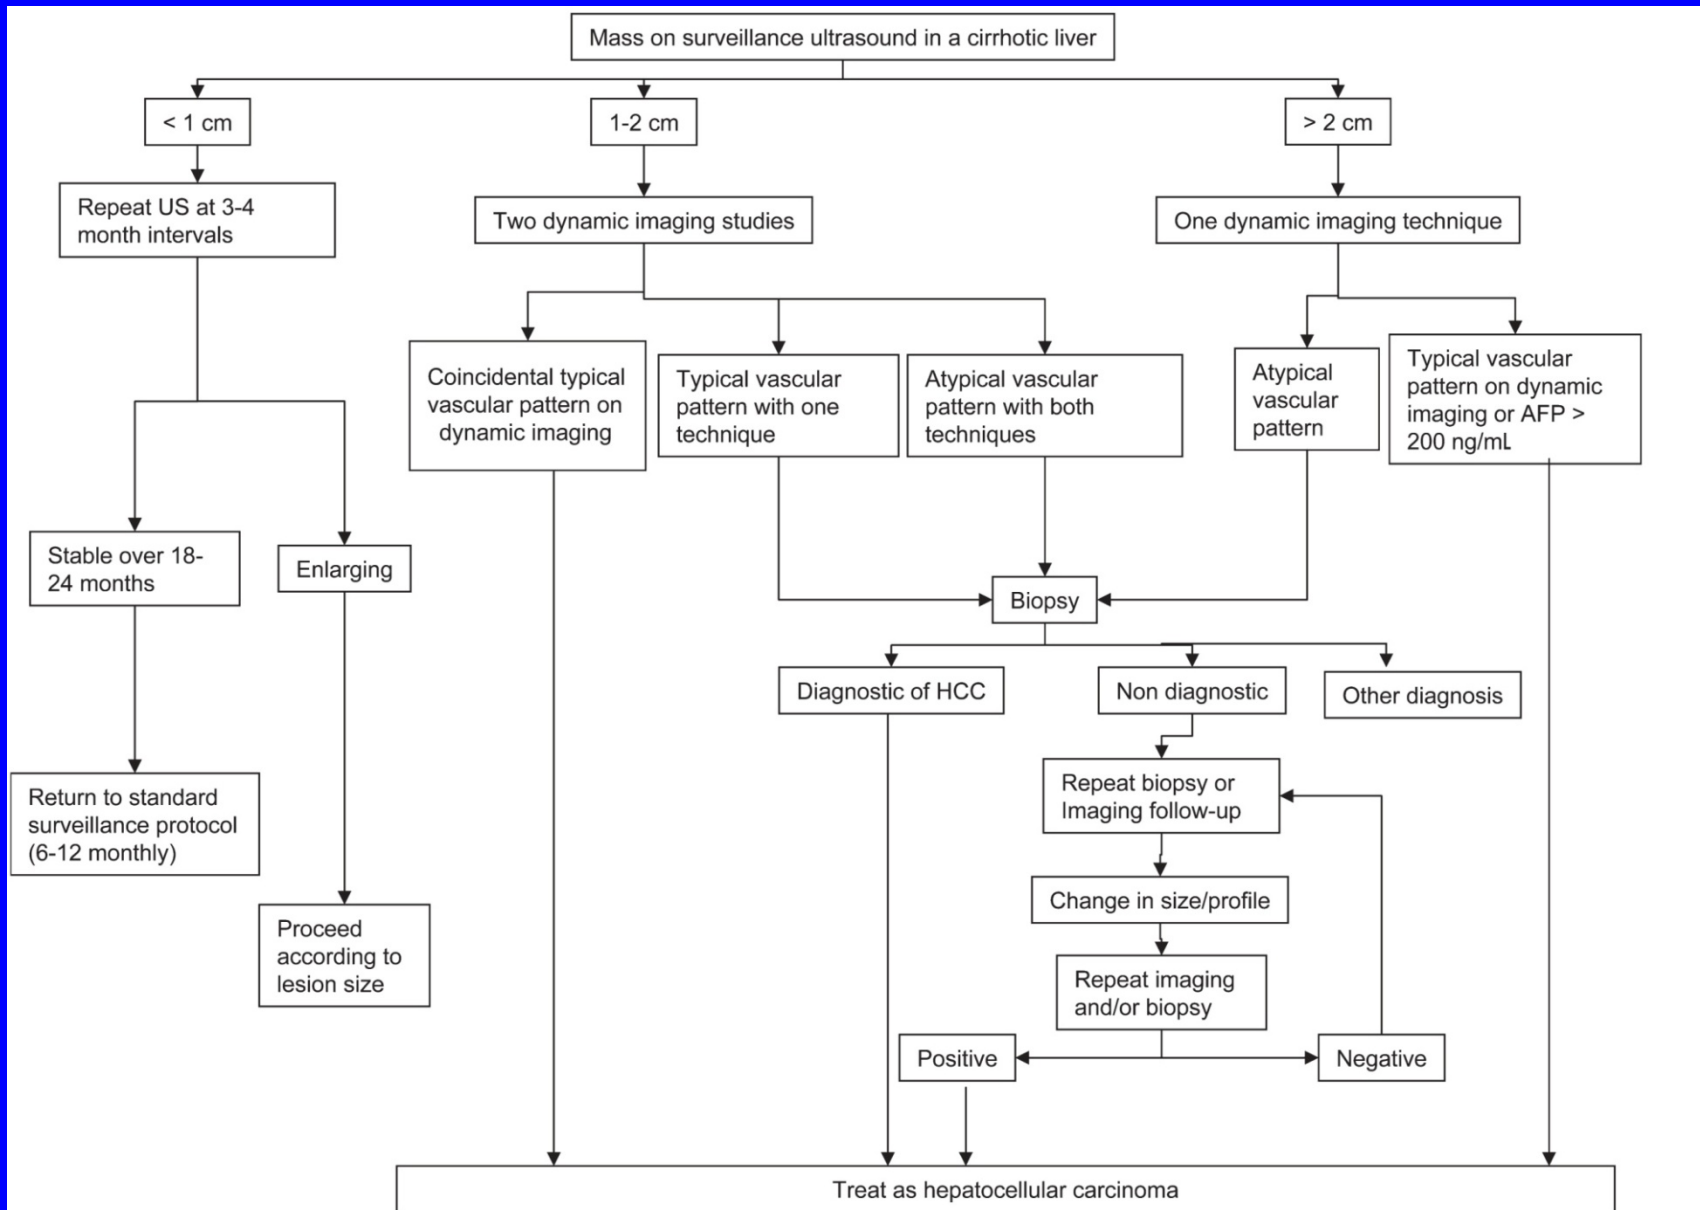 Mass on surveillance ultrasound in a cirrhotic liver
< 1 cm
1-2 cm
> 2 cm
Repeat US at 3-4
month intervals
Two dynamic imaging studies
One dynamic imaging technique
Coincidental typical
vascular pattern on
dynamic imaging
Typical vascular
pattern with one
technique
Atypical vascular
pattern with both
techniques
Atypical
vascular
pattern
Typical vascular
pattern on dynamic
imaging or AFP >
200 ng/mL
Stable over 18-
24 months
Enlarging
Biopsy
Diagnostic of HCC
Non diagnostic
Other diagnosis
Return to standard
surveillance protocol
(6-12 monthly)
Repeat biopsy or
Imaging follow-up
Proceed
according to
lesion size
Change in size/profile
Repeat imaging
and/or biopsy
Positive
Negative
Treat as hepatocellular carcinoma